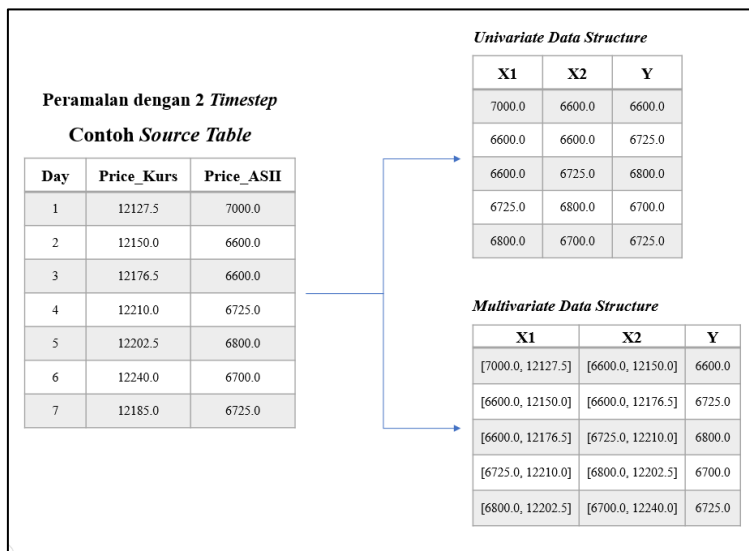 Peramalan dengan 2 Timestep
Contoh Source Table
Day Price_Kurs Price_ASII
1 12127.5 7000.0
2 12150.0 6600.0
3 12176.5 6600.0
4 12210.0 6725.0
5 12202.5 6800.0
6 12240.0 6700.0
7 12185.0 6725.0
Univariate Data Structure
X1 X2 Y
7000.0 6600.0 6600.0
6600.0 6600.0 6725.0
6600.0 6725.0 6800.0
6725.0 6800.0 6700.0
6800.0 6700.0 6725.0
Multivariate Data Structure
X1 X2 Y
[7000.0, 12127.5] [6600.0, 12150.0] 6600.0
[6600.0, 12150.0] [6600.0, 12176.5] 6725.0
[6600.0, 12176.5] [6725.0, 12210.0] 6800.0
[6725.0, 12210.0] [6800.0, 12202.5] 6700.0
[6800.0, 12202.5] [6700.0, 12240.0] 6725.0